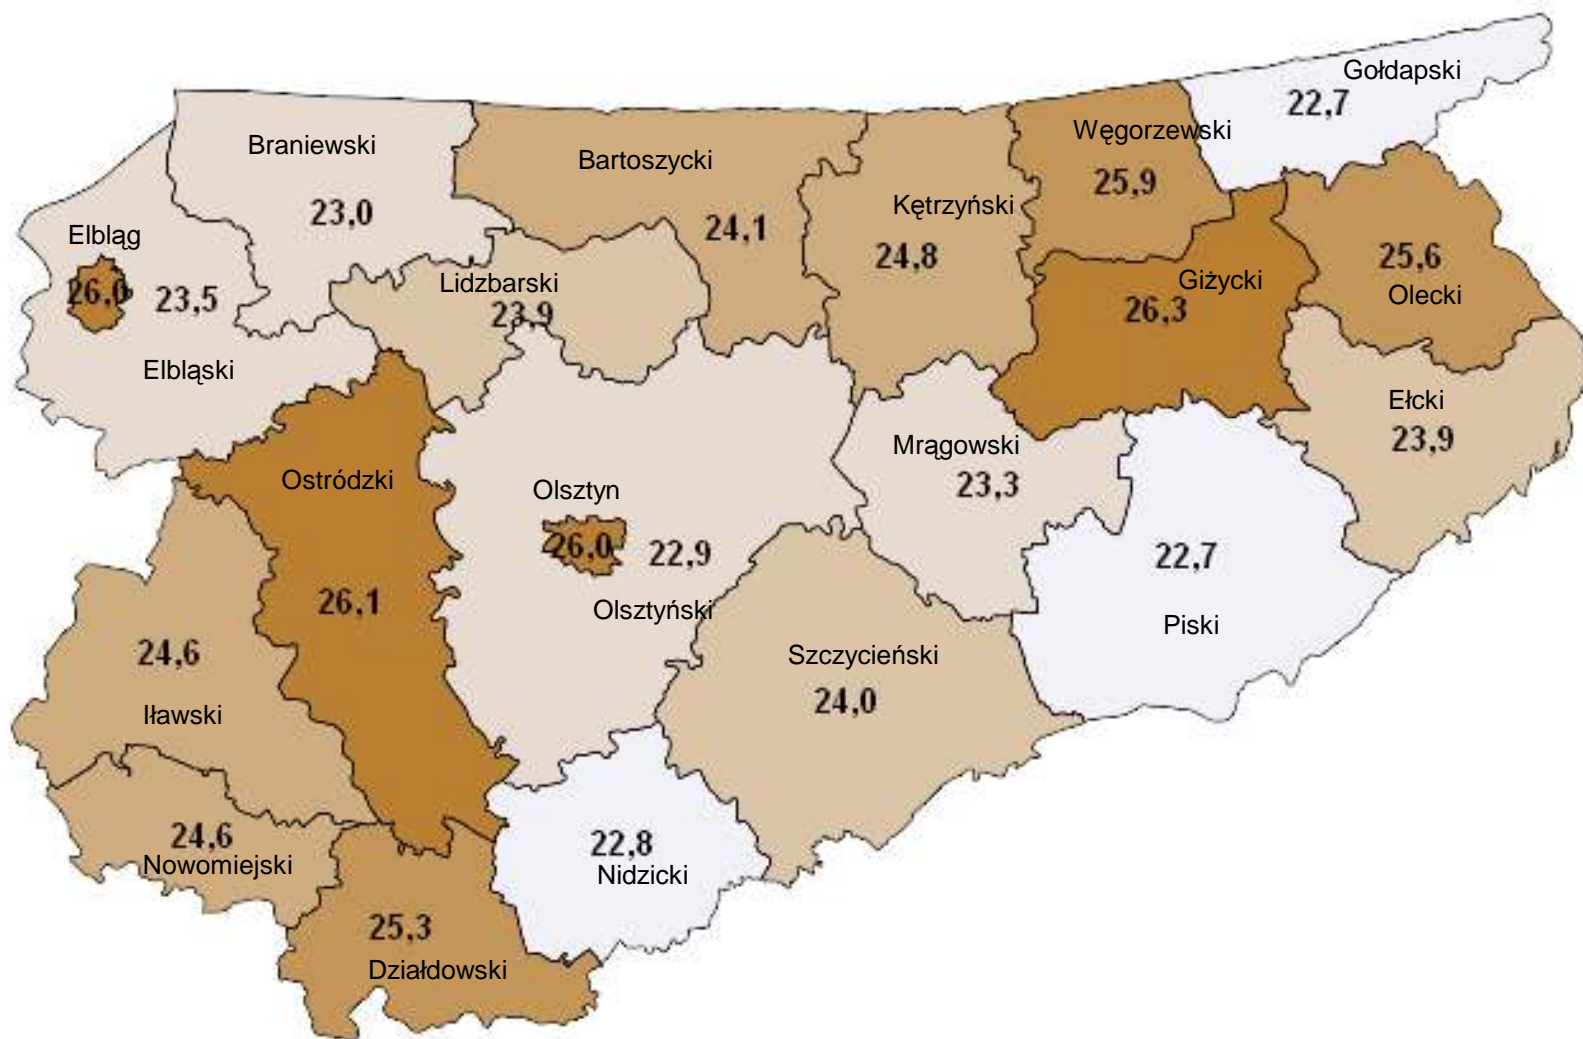 Gołdapski
22,7
Węgorzewski
25,9
Braniewski
23,0
Bartoszycki
24,1
Kętrzyński
24,8
Elbląg
26,0
23,5
Elbląski
Lidzbarski
23,9
Giżycki
26,3
25,6
Olecki
Ełcki
23,9
Mrągowski
23,3
Ostródzki
26,1
Olsztyn
26,0
22,9
Olsztyński
22,7
Piski
Szczycieński
24,0
24,6
Iławski
24,6
Nowomiejski
22,8
Nidzicki
25,3
Działdowski